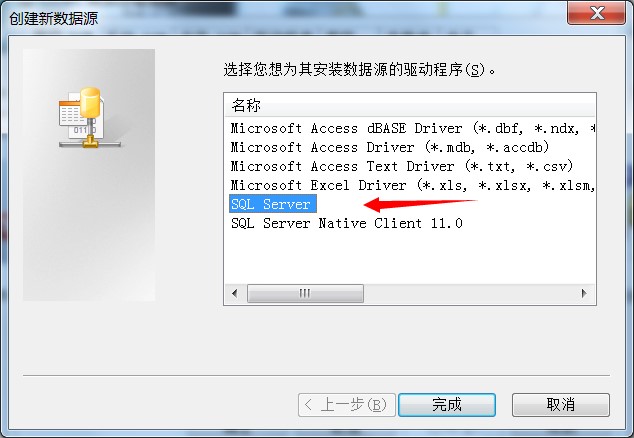 创建新数据源
选择您想为其安装数据源的驱动程序(S)。
名称
Microsoft Access dBASE Driver (*.dbf, *.ndx, *
Microsoft Access Driver (*.mdb, *.accdb)
Microsoft Access Text Driver (*.txt, *.csv)
Microsoft Excel Driver (*.xls, *.xlsx, *.xlsm,
SQL Server
SQL Server Native Client 11.0
< 上一步(B)
完成
取消